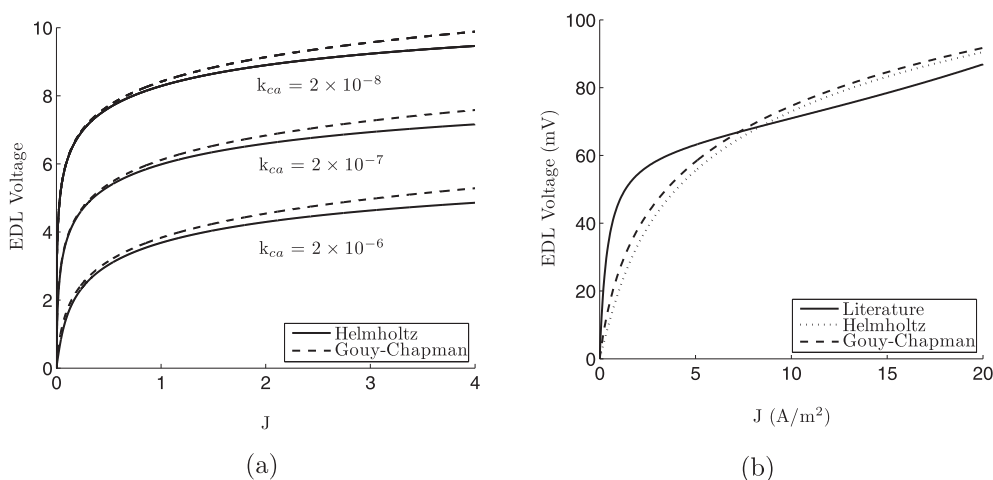 10
8
6
4
2
0
EDL Voltage
k_ca = 2 × 10^−8
k_ca = 2 × 10^−7
k_ca = 2 × 10^−6
Helmholtz
Gouy-Chapman
0 1 2 3 4
J
(a)
100
80
60
40
20
0
EDL Voltage (mV)
Literature
Helmholtz
Gouy-Chapman
0 5 10 15 20
J (A/m²)
(b)